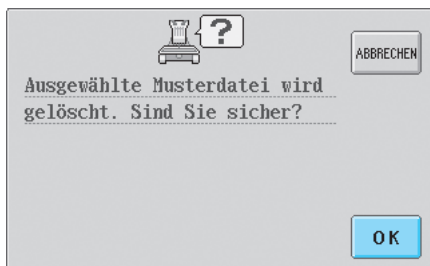 ?
ABBRECHEN
Ausgewählte Musterdatei wird
gelöscht. Sind Sie sicher?
OK